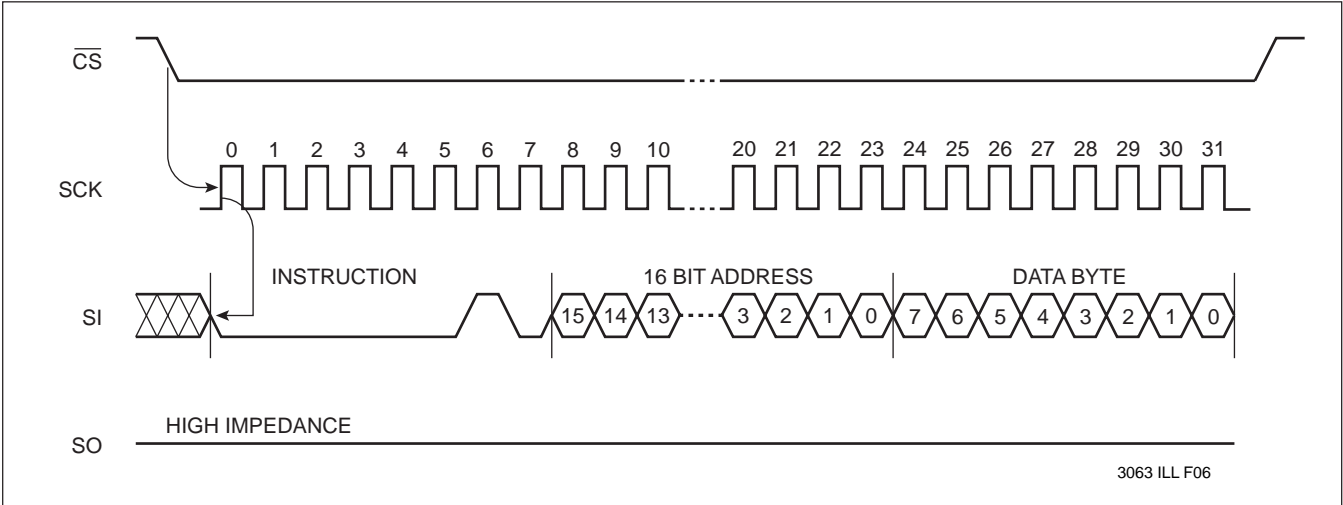 CS
0 1 2 3 4 5 6 7 8 9 10 20 21 22 23 24 25 26 27 28 29 30 31
SCK
INSTRUCTION 16 BIT ADDRESS DATA BYTE
SI 15 14 13 3 2 1 0 7 6 5 4 3 2 1 0
HIGH IMPEDANCE
SO
3063 ILL F06